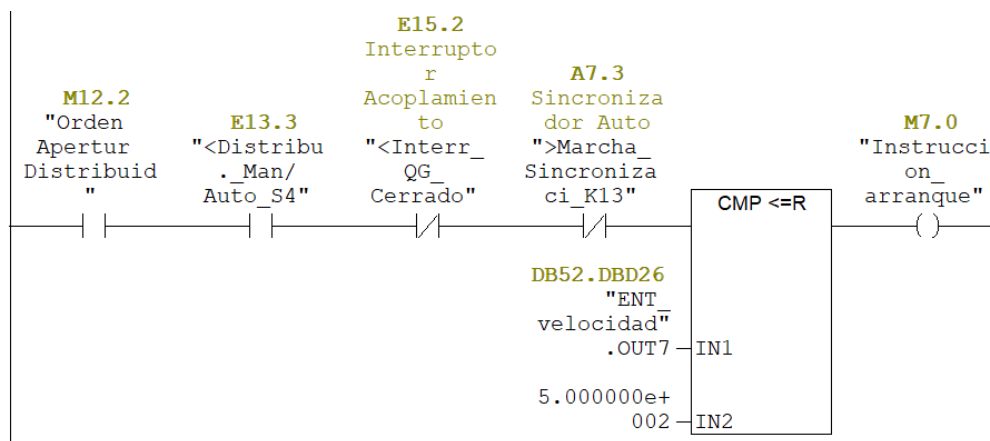 E15.2
Interrupto
r
Acoplamien
to
"<Interr_
QG_
Cerrado"
A7.3
Sincroniza
dor Auto
">Marcha_
Sincroniza
ci_K13"
M12.2
"Orden
Apertur
Distribuid
"
E13.3
"<Distribu
._Man/
Auto_S4"
M7.0
"Instrucci
on_
arranque"
CMP <=R
DB52.DBD26
"ENT_
velocidad"
.OUT7
IN1
5.000000e+
002
IN2